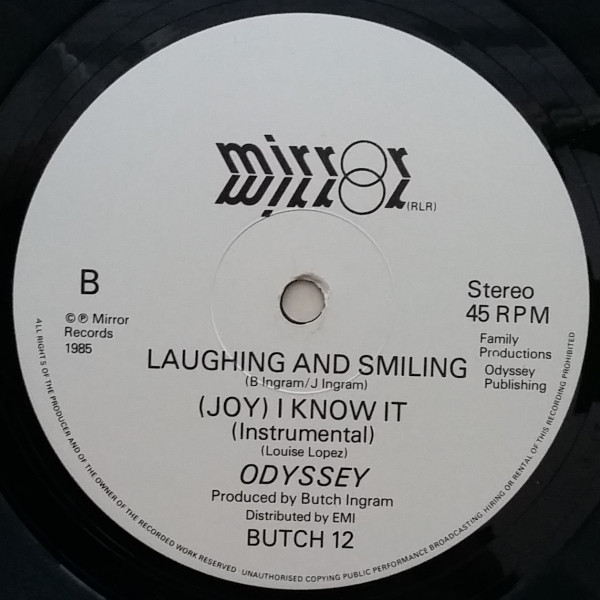 mirror
(RLR)
B
Stereo
45 RPM
© ℗ Mirror
Records
1985
Family
Productions
Odyssey
Publishing
LAUGHING AND SMILING
(B Ingram/J Ingram)
(JOY) I KNOW IT
(Instrumental)
(Louise Lopez)
ODYSSEY
Produced by Butch Ingram
Distributed by EMI
BUTCH 12
ALL RIGHTS OF THE PRODUCER AND OF THE OWNER OF THE RECORDED WORK RESERVED · UNAUTHORISED COPYING PUBLIC PERFORMANCE BROADCASTING, HIRING OR RENTAL OF THIS RECORDING PROHIBITED